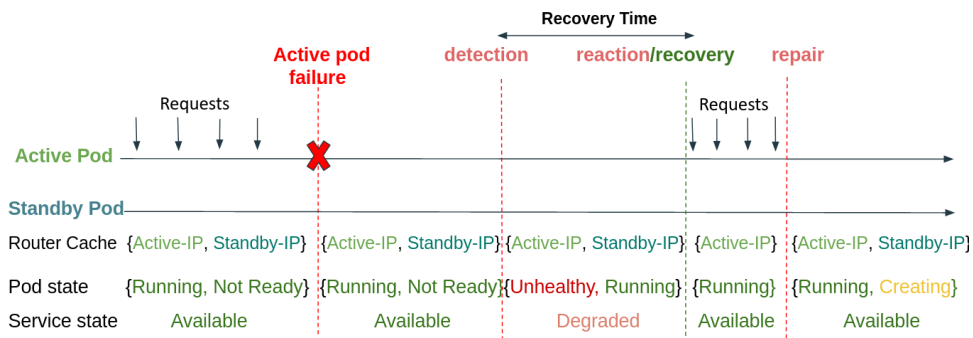 Recovery Time
Active pod
failure
detection
reaction/recovery
repair
Requests
Requests
Active Pod
Standby Pod
Router Cache {Active-IP, Standby-IP} {Active-IP, Standby-IP} {Active-IP, Standby-IP} {Active-IP} {Active-IP, Standby-IP}
Pod state {Running, Not Ready} {Running, Not Ready} {Unhealthy, Running} {Running} {Running, Creating}
Service state Available Available Degraded Available Available